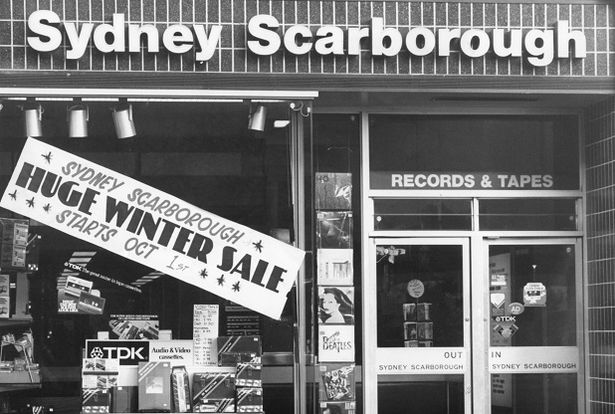 Sydney Scarborough
SYDNEY SCARBOROUGH
HUGE WINTER SALE
STARTS OCT 1ST
RECORDS & TAPES
TDK
TDK
Audio & Video
cassettes.
BEATLES
TDK
OUT
IN
SYDNEY SCARBOROUGH
SYDNEY SCARBOROUGH